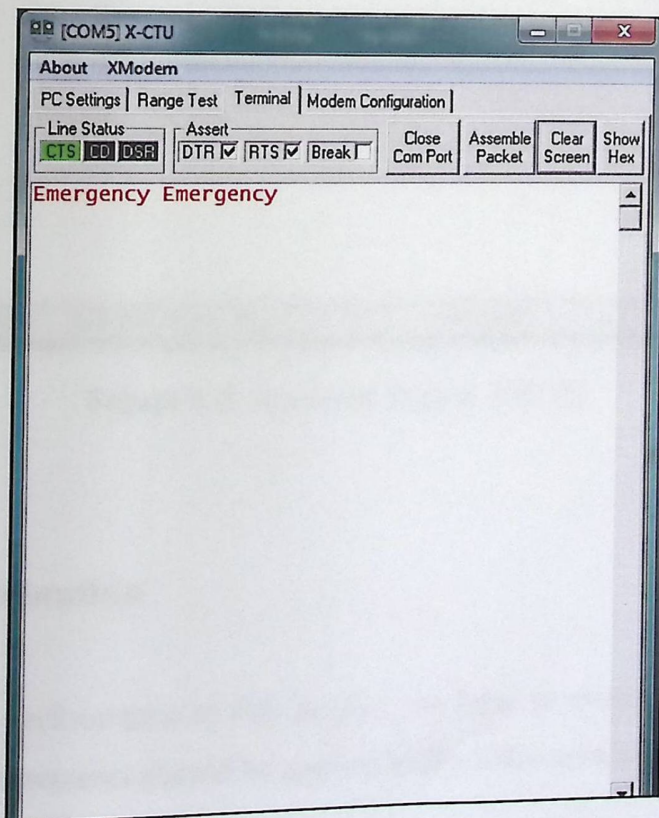 [COM5] X-CTU
About XModem
PC Settings Range Test Terminal Modem Configuration
Line Status Assert
CTS CD DSR DTR RTS Break
Close Com Port
Assemble Packet
Clear Screen
Show Hex
Emergency Emergency